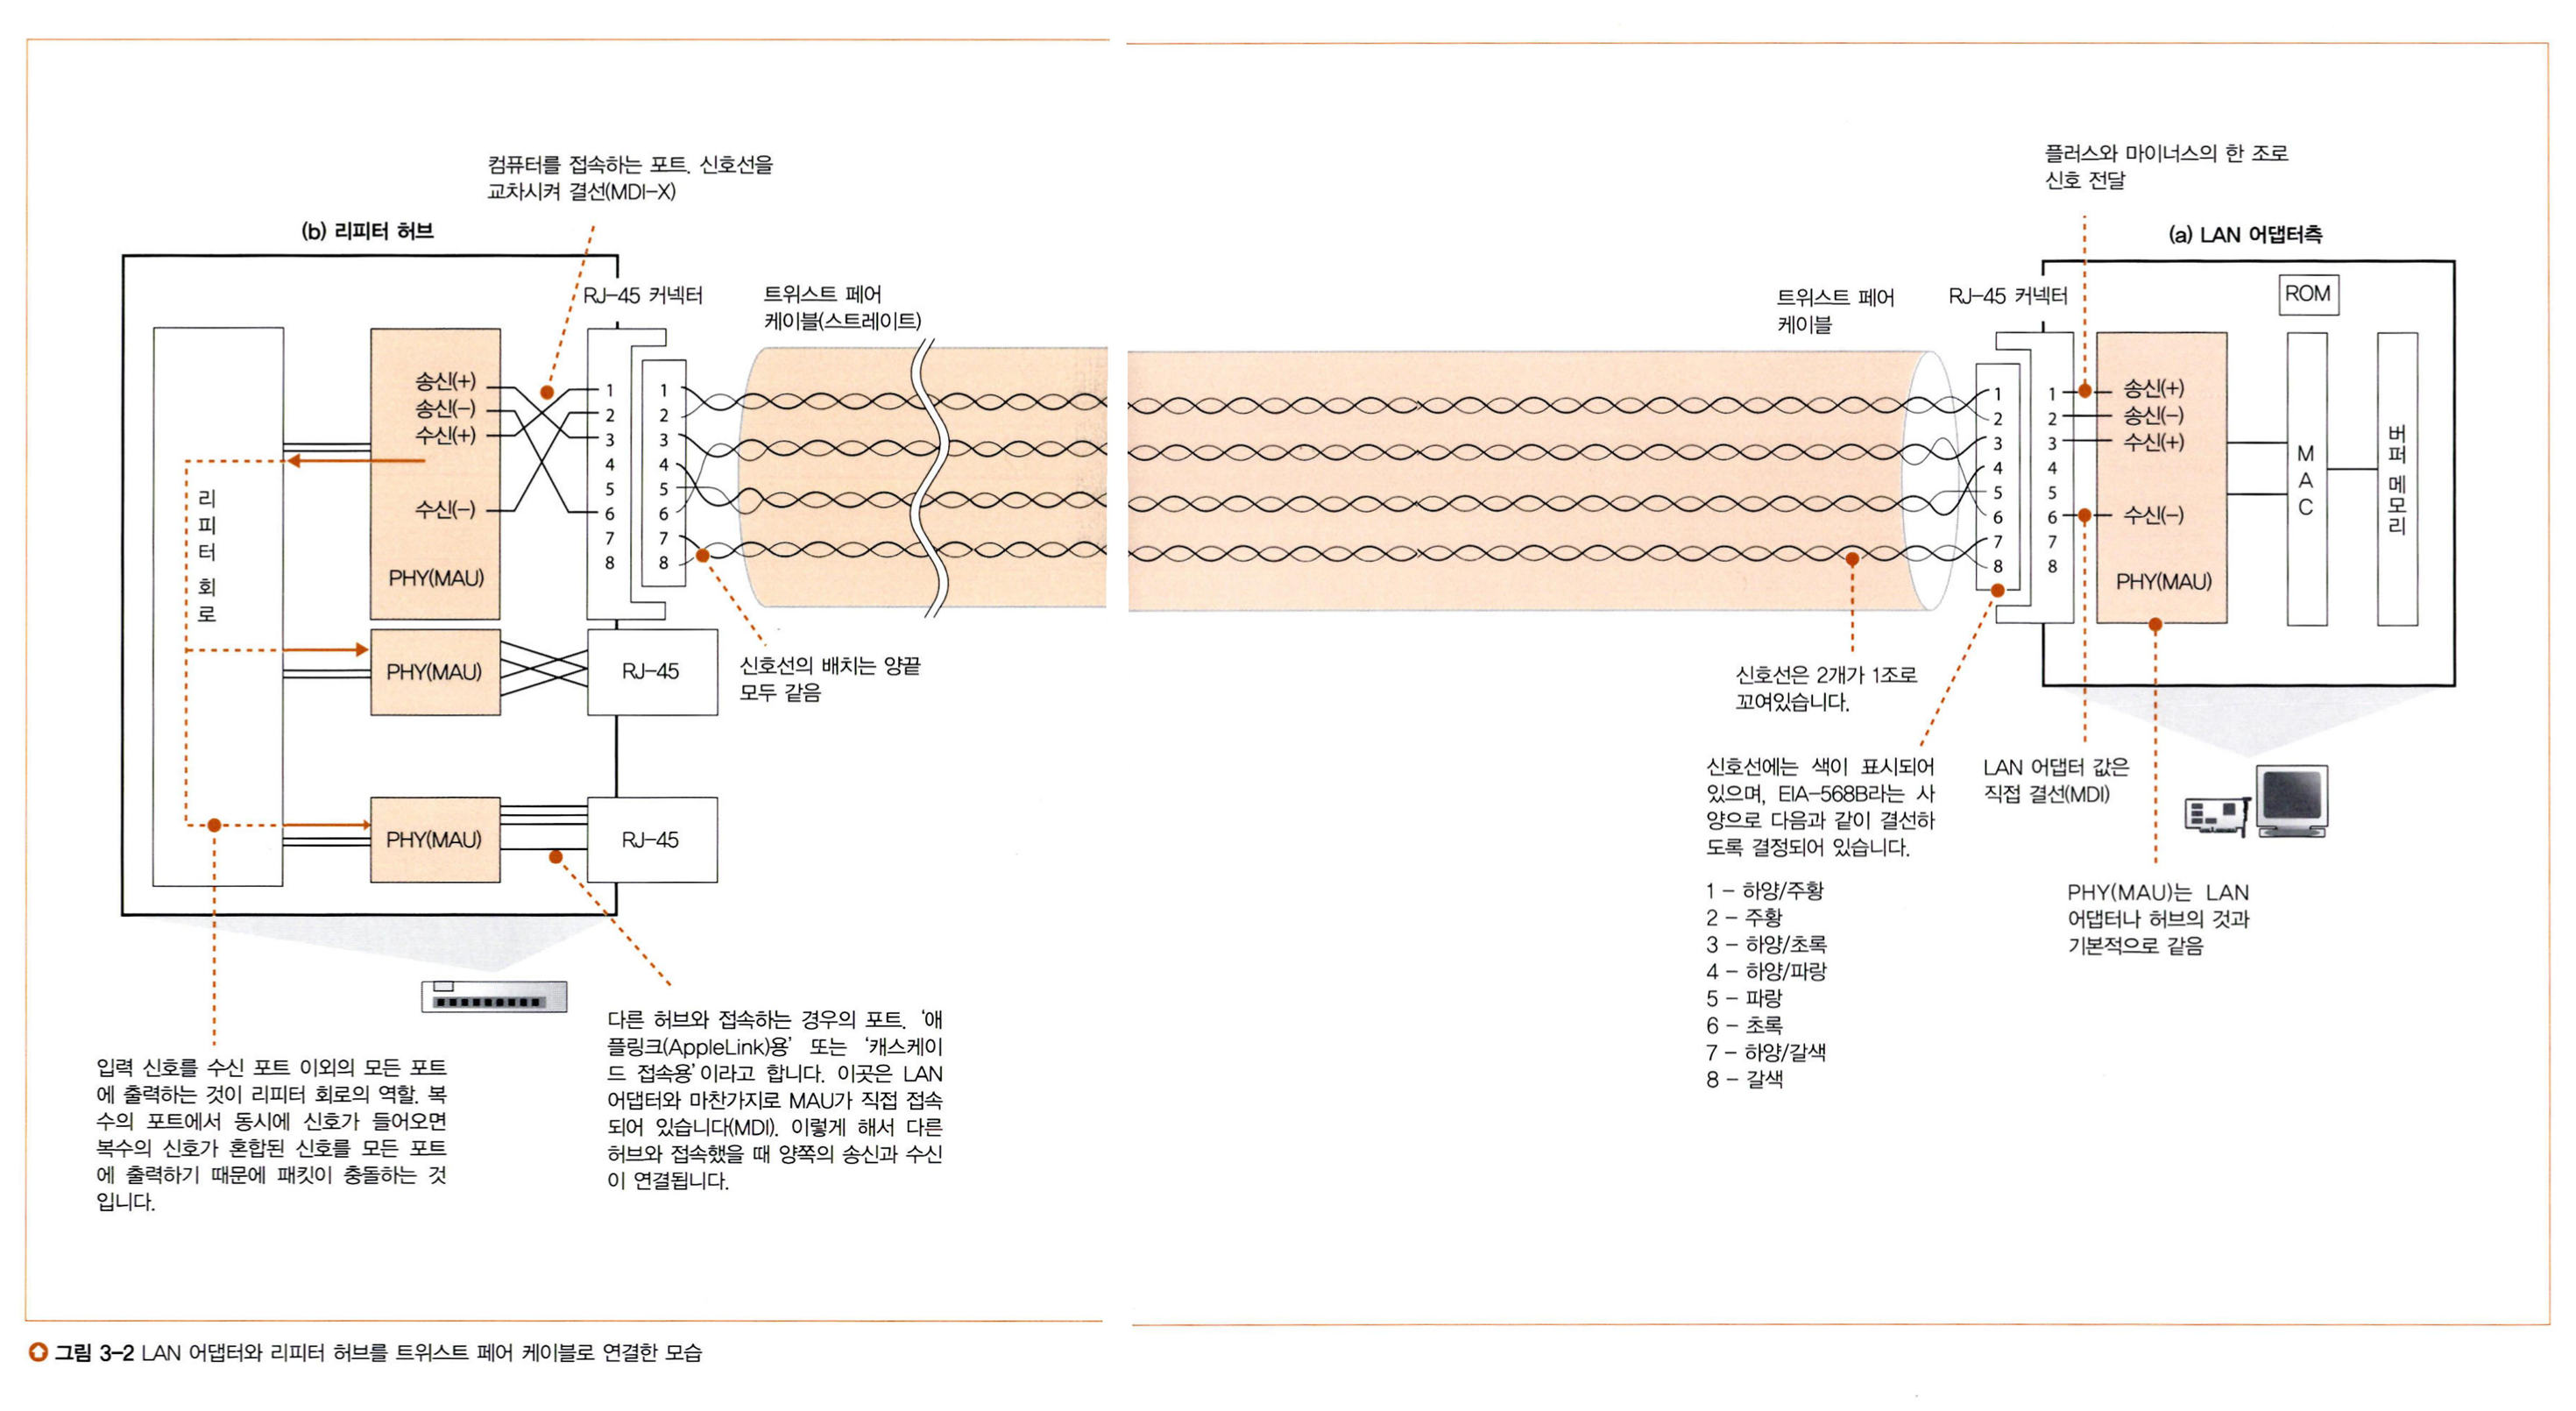 컴퓨터를 접속하는 포트. 신호선을
교차시켜 결선(MDI-X)
(b) 리피터 허브
RJ-45 커넥터
트위스트 페어
케이블(스트레이트)
송신(+)
송신(-)
수신(+)
수신(-)
PHY(MAU)
1
2
3
4
5
6
7
8
1
2
3
4
5
6
7
8
리피터 회로
PHY(MAU)
RJ-45
신호선의 배치는 양끝
모두 같음
PHY(MAU)
RJ-45
입력 신호를 수신 포트 이외의 모든 포트
에 출력하는 것이 리피터 회로의 역할. 복
수의 포트에서 동시에 신호가 들어오면
복수의 신호가 혼합된 신호를 모든 포트
에 출력하기 때문에 패킷이 충돌하는 것
입니다.
다른 허브와 접속하는 경우의 포트. ‘애
플링크(AppleLink)용’ 또는 ‘캐스케이
드 접속용’이라고 합니다. 이곳은 LAN
어댑터와 마찬가지로 MAU가 직접 접속
되어 있습니다(MDI). 이렇게 해서 다른
허브와 접속했을 때 양쪽의 송신과 수신
이 연결됩니다.
플러스와 마이너스의 한 조로
신호 전달
(a) LAN 어댑터측
트위스트 페어
케이블
RJ-45 커넥터
ROM
1
2
3
4
5
6
7
8
1
2
3
4
5
6
7
8
송신(+)
송신(-)
수신(+)
수신(-)
PHY(MAU)
MAC
버퍼 메모리
신호선은 2개가 1조로
꼬여있습니다.
신호선에는 색이 표시되어
있으며, EIA-568B라는 사
양으로 다음과 같이 결선하
도록 결정되어 있습니다.
1 - 하양/주황
2 - 주황
3 - 하양/초록
4 - 하양/파랑
5 - 파랑
6 - 초록
7 - 하양/갈색
8 - 갈색
LAN 어댑터 값은
직접 결선(MDI)
PHY(MAU)는 LAN
어댑터나 허브의 것과
기본적으로 같음
그림 3-2 LAN 어댑터와 리피터 허브를 트위스트 페어 케이블로 연결한 모습